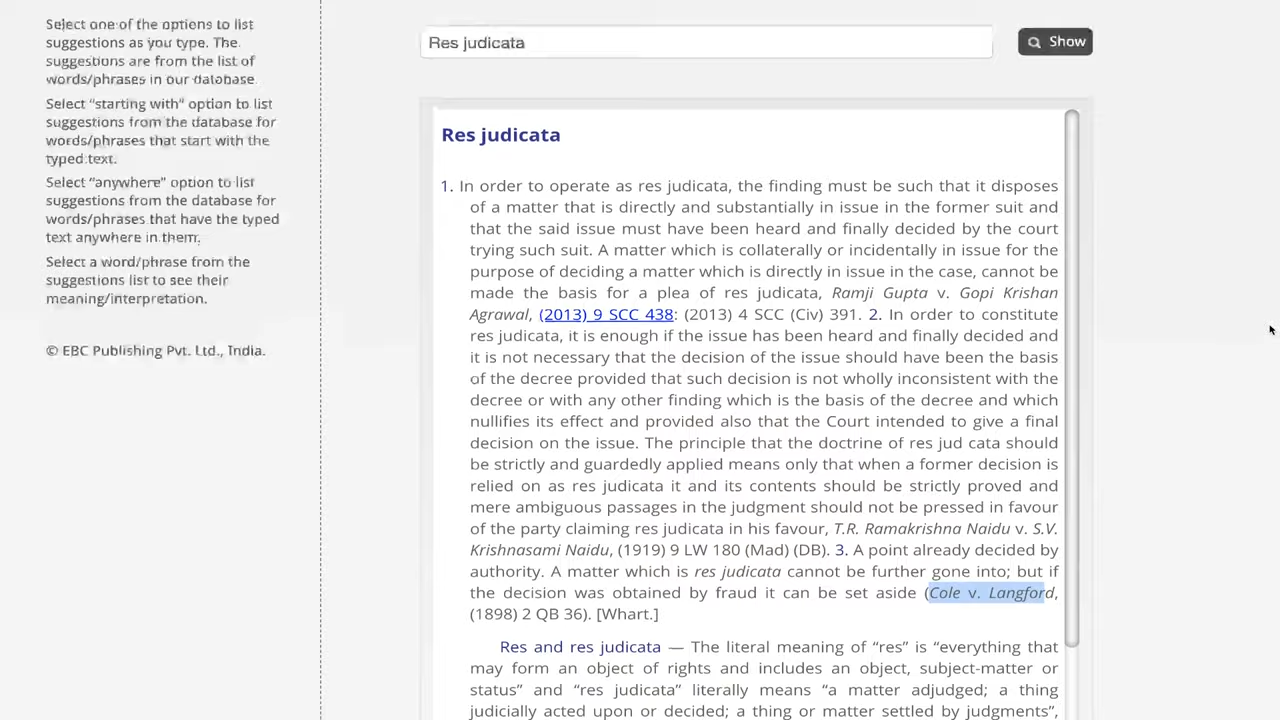 Select one of the options to list
suggestions as you type. The
suggestions are from the list of
words/phrases in our database.
Select “starting with” option to list
suggestions from the database for
words/phrases that start with the
typed text.
Select “anywhere” option to list
suggestions from the database for
words/phrases that have the typed
text anywhere in them.
Select a word/phrase from the
suggestions list to see their
meaning/interpretation.
© EBC Publishing Pvt. Ltd., India.
Res judicata
Show
Res judicata
1. In order to operate as res judicata, the finding must be such that it disposes
of a matter that is directly and substantially in issue in the former suit and
that the said issue must have been heard and finally decided by the court
trying such suit. A matter which is collaterally or incidentally in issue for the
purpose of deciding a matter which is directly in issue in the case, cannot be
made the basis for a plea of res judicata, Ramji Gupta v. Gopi Krishan
Agrawal, (2013) 9 SCC 438: (2013) 4 SCC (Civ) 391. 2. In order to constitute
res judicata, it is enough if the issue has been heard and finally decided and
it is not necessary that the decision of the issue should have been the basis
of the decree provided that such decision is not wholly inconsistent with the
decree or with any other finding which is the basis of the decree and which
nullifies its effect and provided also that the Court intended to give a final
decision on the issue. The principle that the doctrine of res jud cata should
be strictly and guardedly applied means only that when a former decision is
relied on as res judicata it and its contents should be strictly proved and
mere ambiguous passages in the judgment should not be pressed in favour
of the party claiming res judicata in his favour, T.R. Ramakrishna Naidu v. S.V.
Krishnasami Naidu, (1919) 9 LW 180 (Mad) (DB). 3. A point already decided by
authority. A matter which is res judicata cannot be further gone into; but if
the decision was obtained by fraud it can be set aside (Cole v. Langford,
(1898) 2 QB 36). [Whart.]
Res and res judicata — The literal meaning of “res” is “everything that
may form an object of rights and includes an object, subject-matter or
status” and “res judicata” literally means “a matter adjudged; a thing
judicially acted upon or decided; a thing or matter settled by judgments”,